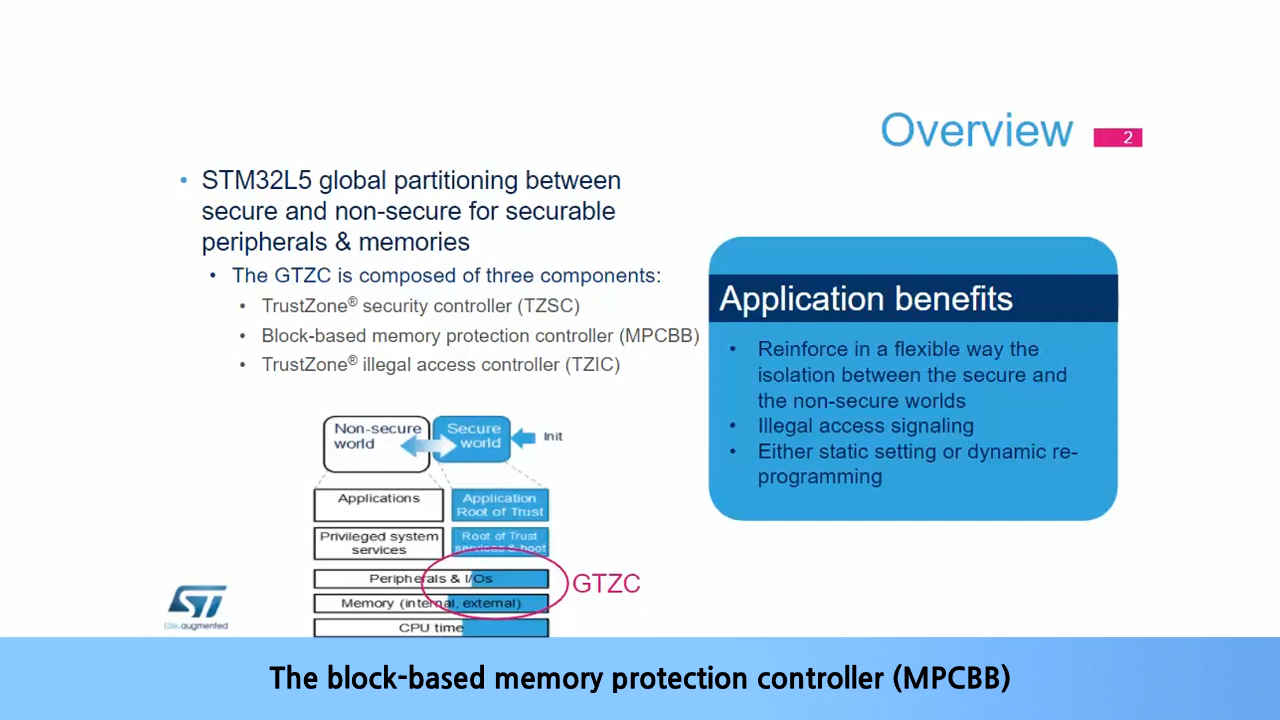 Overview
2
• STM32L5 global partitioning between
secure and non-secure for securable
peripherals & memories
• The GTZC is composed of three components:
• TrustZone® security controller (TZSC)
• Block-based memory protection controller (MPCBB)
• TrustZone® illegal access controller (TZIC)
Application benefits
• Reinforce in a flexible way the
isolation between the secure and
the non-secure worlds
• Illegal access signaling
• Either static setting or dynamic re-
programming
Non-secure
world
Secure
world
Init
Applications
Application
Root of Trust
Privileged system
services
Root of Trust
services & boot
Peripherals & I/Os
GTZC
Memory (internal, external)
CPU time
ST
life.augmented
The block-based memory protection controller (MPCBB)